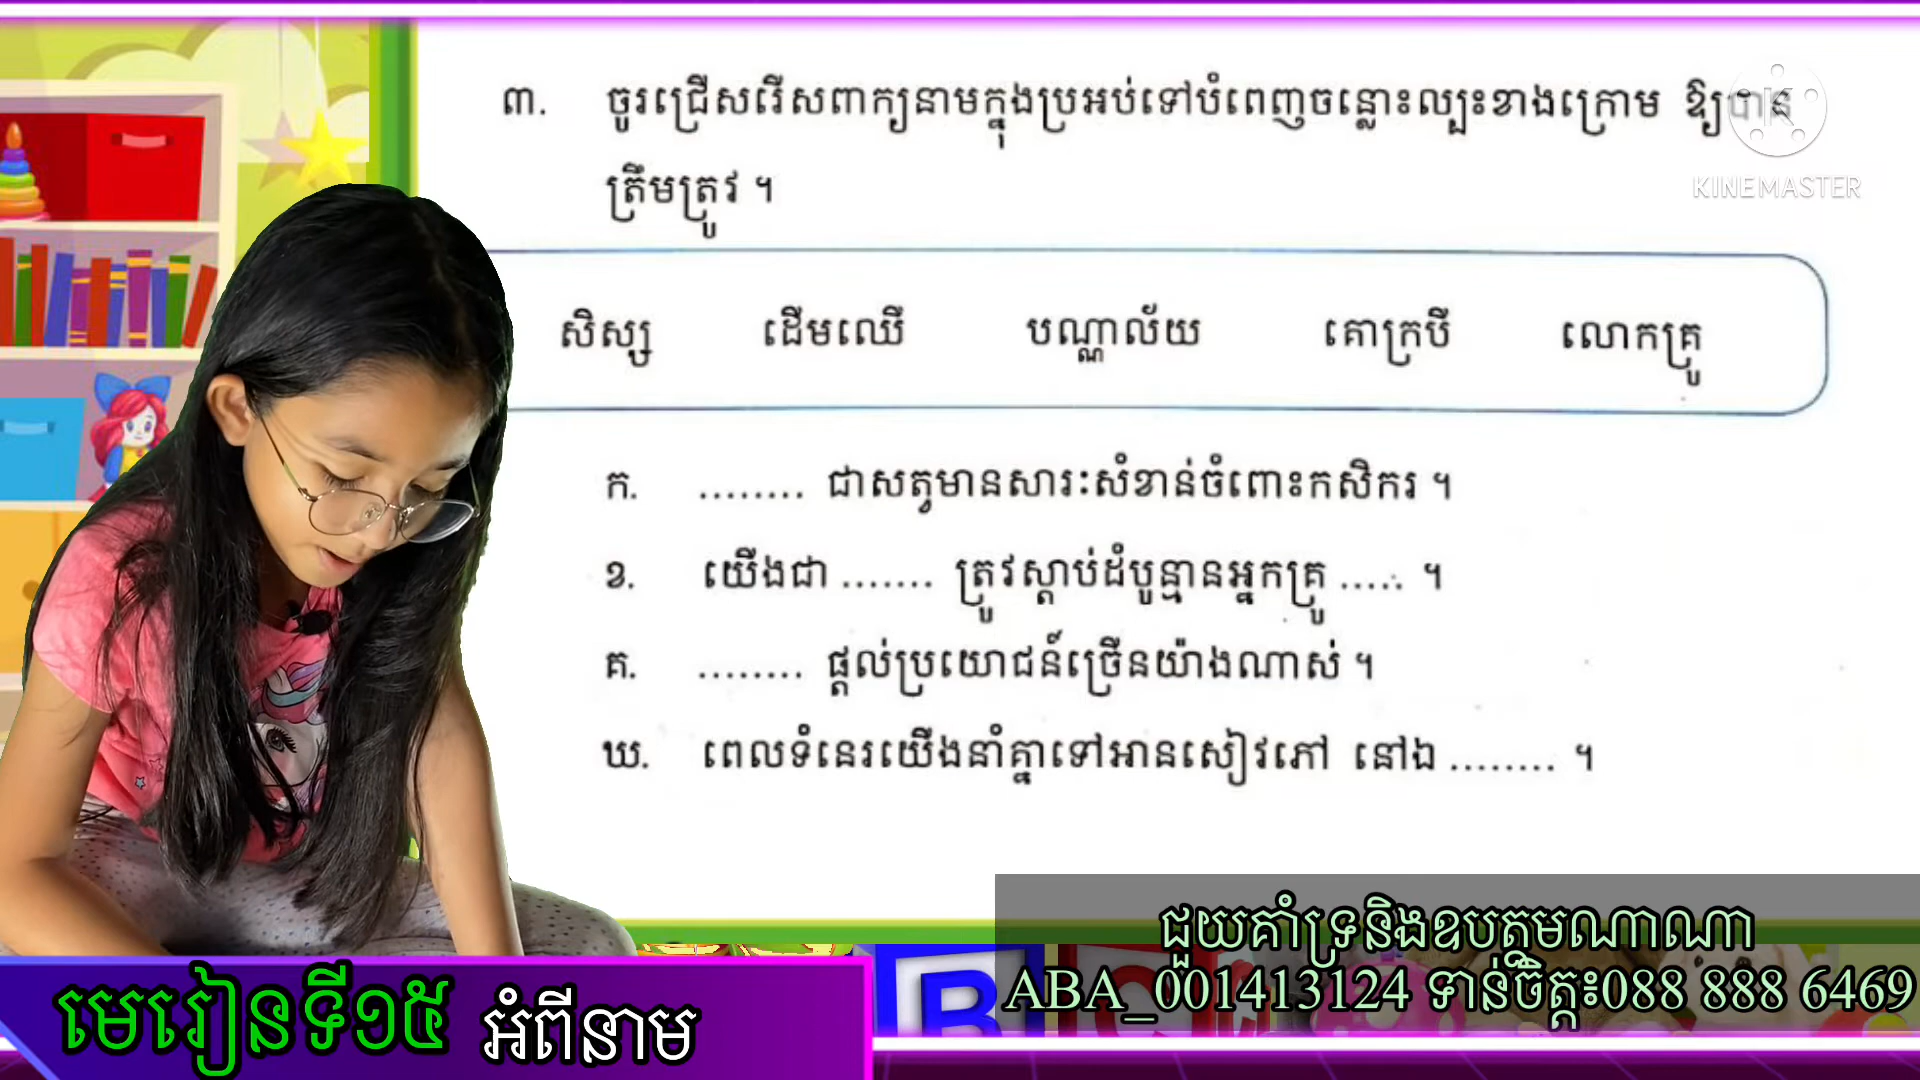 ៣. ចូរជ្រើសរើសពាក្យនាមក្នុងប្រអប់ទៅបំពេញចន្លោះល្បះខាងក្រោម ឱ្យបាន
ត្រឹមត្រូវ ។
KINEMASTER
សិស្ស ដើមឈើ បណ្ណាល័យ គោក្របី លោកគ្រូ
ក. ........ ជាសត្វមានសារៈសំខាន់ចំពោះកសិករ ។
ខ. យើងជា ....... ត្រូវស្ដាប់ដំបូន្មានអ្នកគ្រូ ..... ។
គ. ........ ផ្ដល់ប្រយោជន៍ច្រើនយ៉ាងណាស់ ។
ឃ. ពេលទំនេរយើងនាំគ្នាទៅអានសៀវភៅ នៅឯ ........ ។
ជួយគាំទ្រនិងឧបត្ថមណាណា
ABA_001413124 ទាន់ចិត្ត៖088 888 6469
មេរៀនទី១៥ អំពីនាម
B